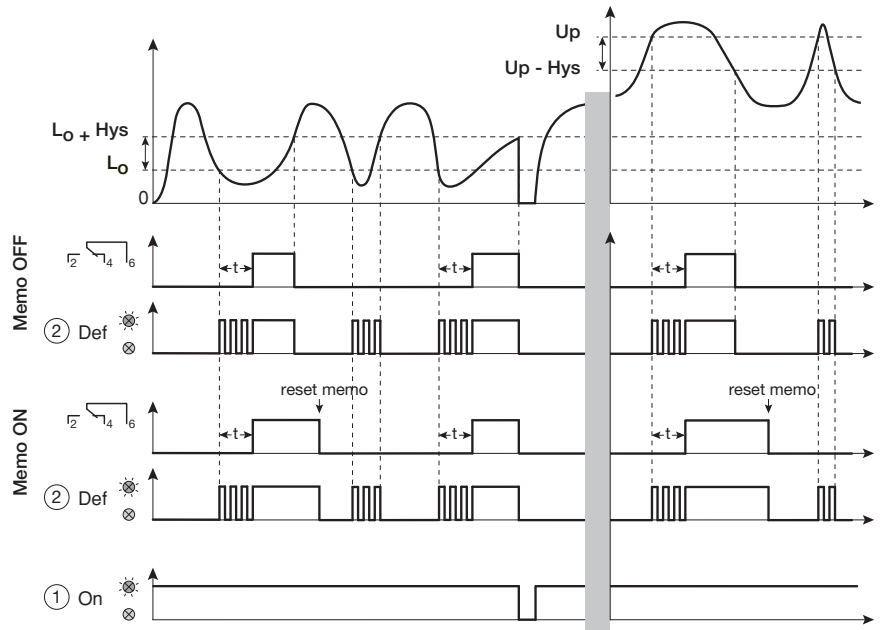 Up
Up - Hys
Lo + Hys
Lo
0
Memo OFF
2 4 6
t t t
2 Def
Memo ON
reset memo reset memo
2 4 6
t t t
2 Def
1 On